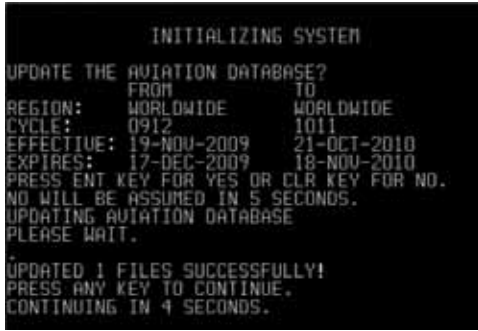 INITIALIZING SYSTEM
UPDATE THE AVIATION DATABASE?
FROM TO
REGION: WORLDWIDE WORLDWIDE
CYCLE: 0912 1011
EFFECTIVE: 19-NOV-2009 21-OCT-2010
EXPIRES: 17-DEC-2009 18-NOV-2010
PRESS ENT KEY FOR YES OR CLR KEY FOR NO.
NO WILL BE ASSUMED IN 5 SECONDS.
UPDATING AVIATION DATABASE
PLEASE WAIT.
.
UPDATED 1 FILES SUCCESSFULLY!
PRESS ANY KEY TO CONTINUE.
CONTINUING IN 4 SECONDS.